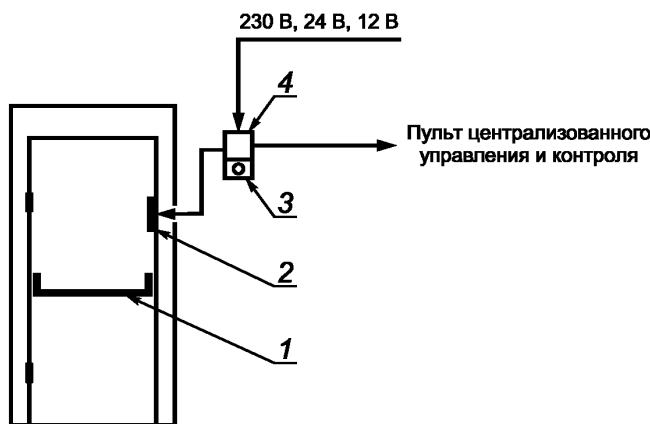 230 В, 24 В, 12 В
4
Пульт централизованного
управления и контроля
3
2
1